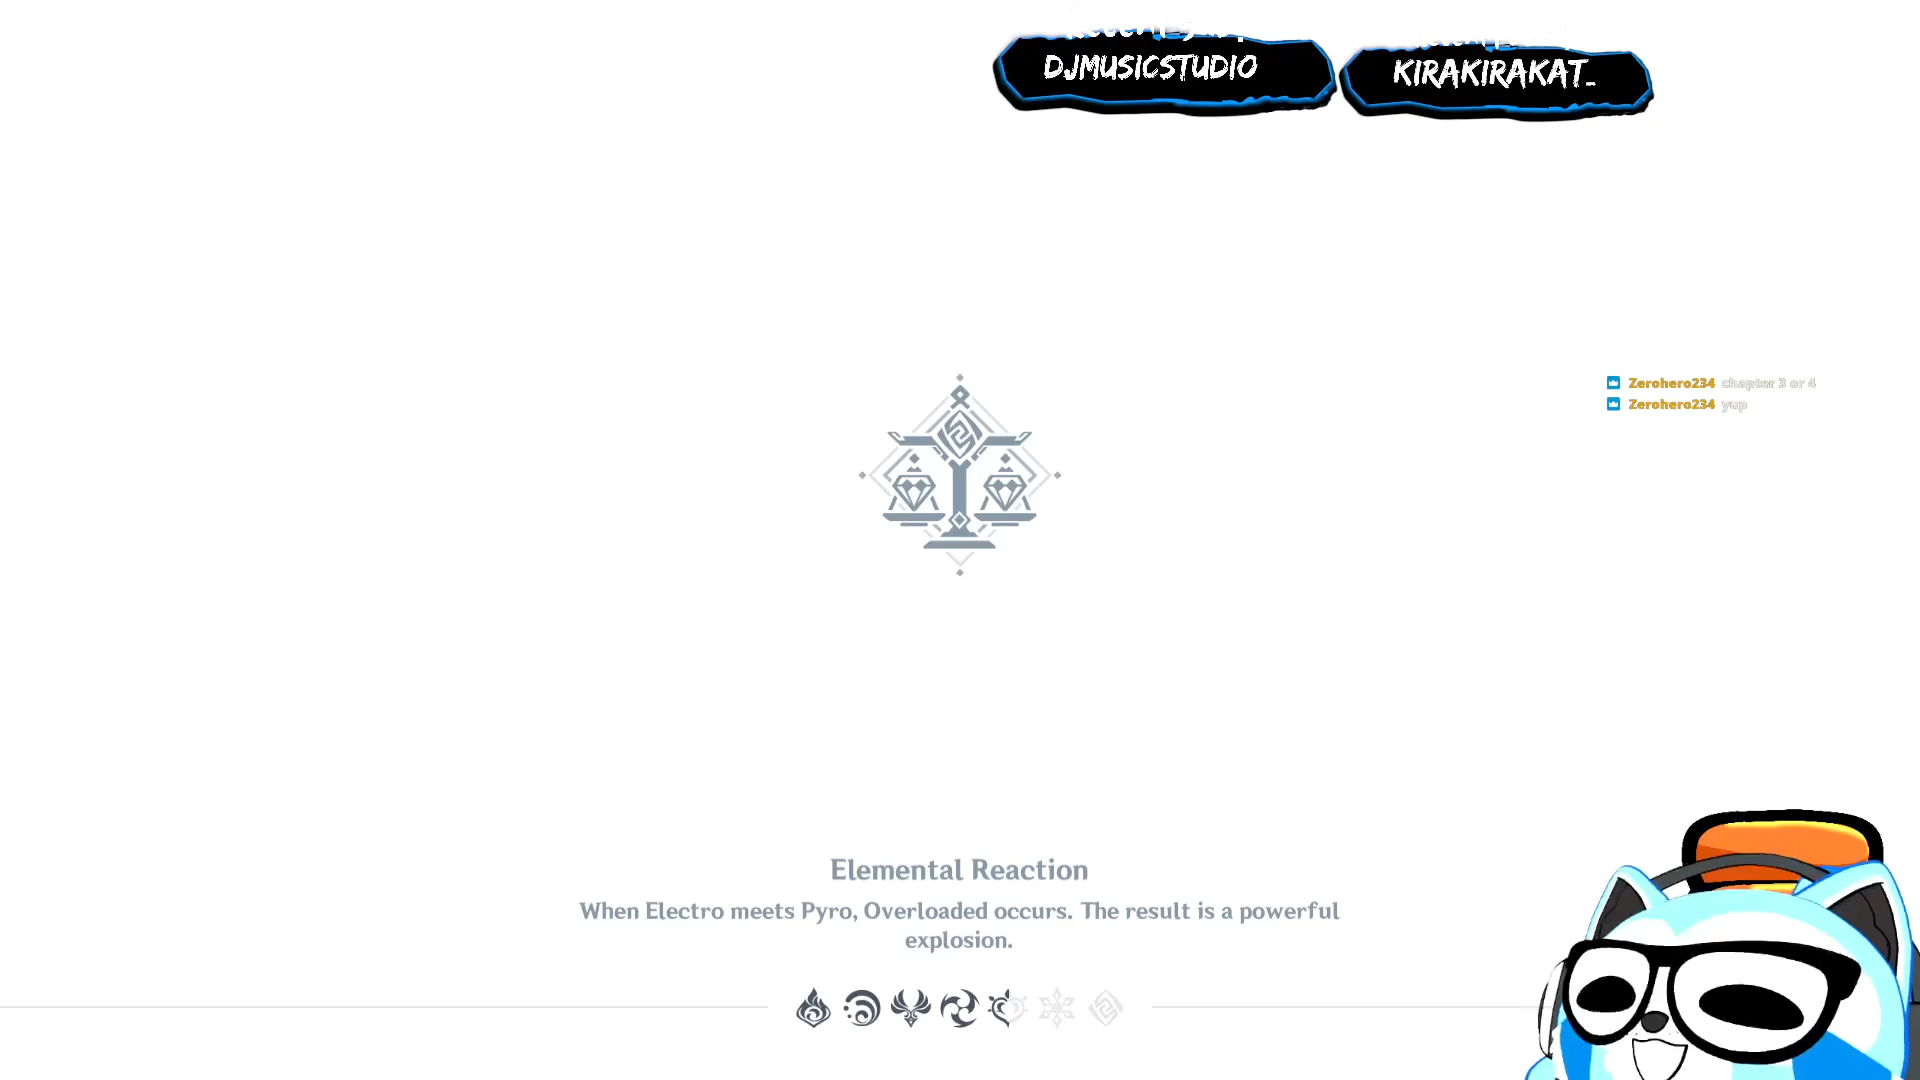 DJMUSICSTUDIO
KIRAKIRAKAT_
Zerohero234 chapter 3 or 4
Zerohero234 yup
Elemental Reaction
When Electro meets Pyro, Overloaded occurs. The result is a powerful
explosion.